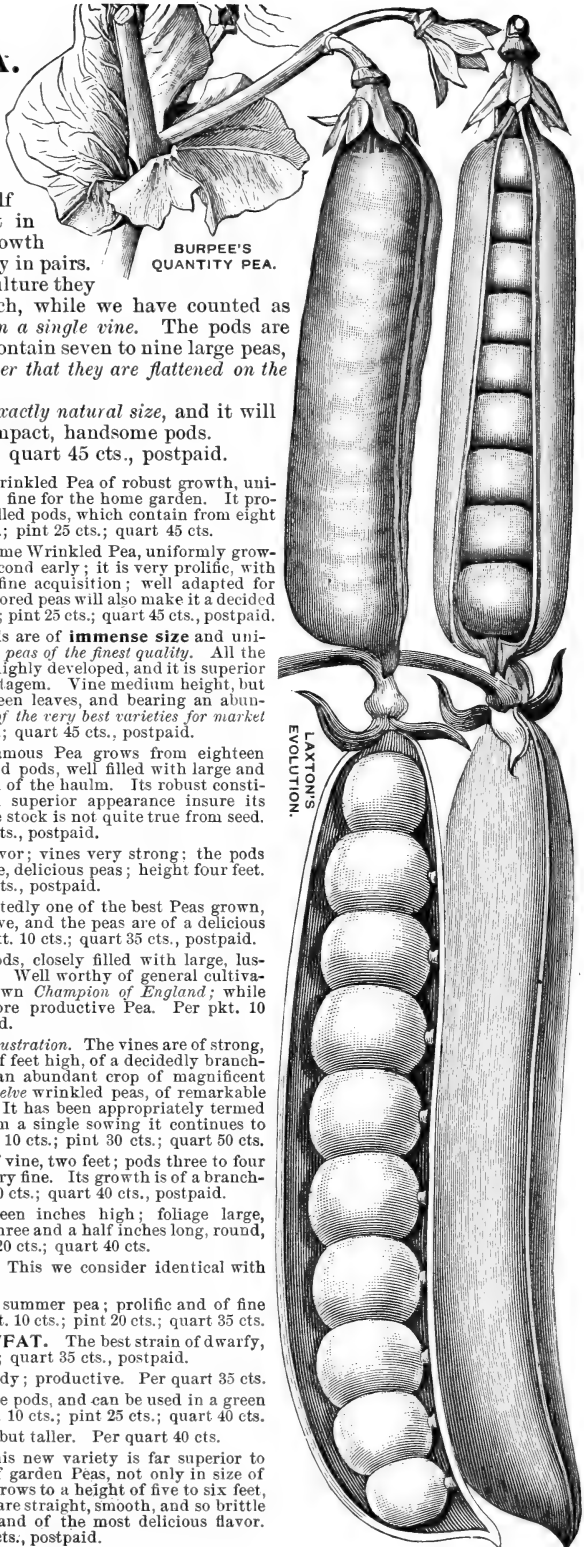 A.
BURPEE'S
QUANTITY PEA.
lf
t in
owth
y in pairs.
ulture they
ch, while we have counted as
n a single vine. The pods are
ontain seven to nine large peas,
er that they are flattened on the
xactly natural size, and it will
mpact, handsome pods.
quart 45 cts., postpaid.
rinkled Pea of robust growth, uni-
fine for the home garden. It pro-
lled pods, which contain from eight
.; pint 25 cts.; quart 45 cts.
me Wrinkled Pea, uniformly grow-
cond early; it is very prolific, with
fine acquisition; well adapted for
ored peas will also make it a decided
; pint 25 cts.; quart 45 cts., postpaid.
ls are of immense size and uni-
peas of the finest quality. All the
ighly developed, and it is superior
tagem. Vine medium height, but
een leaves, and bearing an abun-
of the very best varieties for market
; quart 45 cts., postpaid.
LAXTON'S
EVOLUTION.
amous Pea grows from eighteen
d pods, well filled with large and
of the haulm. Its robust consti-
superior appearance insure its
e stock is not quite true from seed.
ts., postpaid.
vor; vines very strong; the pods
e, delicious peas; height four feet.
ts., postpaid.
tedly one of the best Peas grown,
ve, and the peas are of a delicious
kt. 10 cts.; quart 35 cts., postpaid.
ods, closely filled with large, lus-
Well worthy of general cultiva-
wn Champion of England; while
ore productive Pea. Per pkt. 10
d.
ustration. The vines are of strong,
f feet high, of a decidedly branch-
an abundant crop of magnificent
elve wrinkled peas, of remarkable
It has been appropriately termed
m a single sowing it continues to
10 cts.; pint 30 cts.; quart 50 cts.
f vine, two feet; pods three to four
ry fine. Its growth is of a branch-
0 cts.; quart 40 cts., postpaid.
een inches high; foliage large,
hree and a half inches long, round,
20 cts.; quart 40 cts.
This we consider identical with
summer pea; prolific and of fine
t. 10 cts.; pint 20 cts.; quart 35 cts.
FAT. The best strain of dwarfy,
; quart 35 cts., postpaid.
dy; productive. Per quart 35 cts.
e pods, and can be used in a green
10 cts.; pint 25 cts.; quart 40 cts.
but taller. Per quart 40 cts.
his new variety is far superior to
f garden Peas, not only in size of
rows to a height of five to six feet,
are straight, smooth, and so brittle
and of the most delicious flavor.
cts., postpaid.